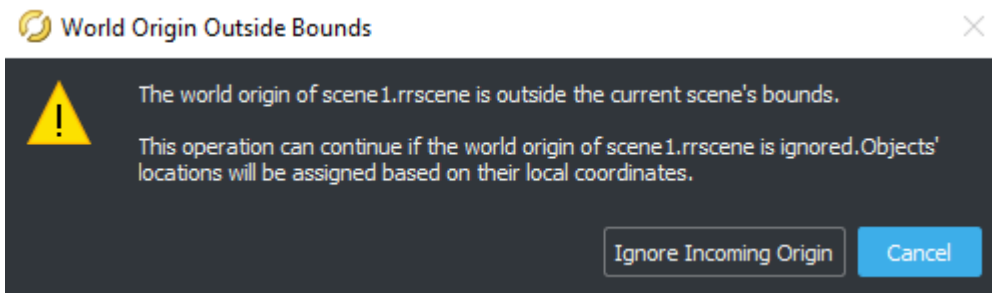 World Origin Outside Bounds
The world origin of scene1.rrscene is outside the current scene's bounds.
This operation can continue if the world origin of scene1.rrscene is ignored.Objects'
locations will be assigned based on their local coordinates.
Ignore Incoming Origin
Cancel